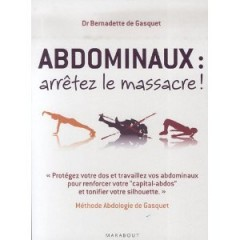 Dr Bernadette de Gasquet
ABDOMINAUX :
arrêtez le massacre !
« Protégez votre dos et travaillez vos abdominaux
pour renforcer votre "capital-abdos"
et tonifier votre silhouette. »
Méthode Abdologie de Gasquet
MARABOUT